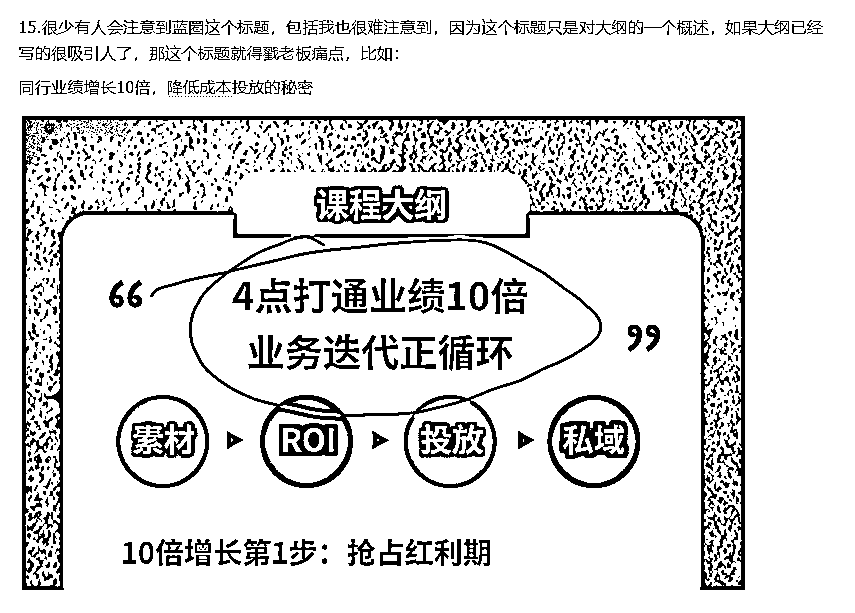 15.很少有人会注意到蓝圈这个标题，包括我也很难注意到，因为这个标题只是对大纲的一个概述，如果大纲已经
写的很吸引人了，那这个标题就得戳老板痛点，比如：
同行业绩增长10倍，降低成本投放的秘密
课程大纲
“4点打通业绩10倍
业务迭代正循环”
素材 ROI 投放 私域
10倍增长第1步：抢占红利期